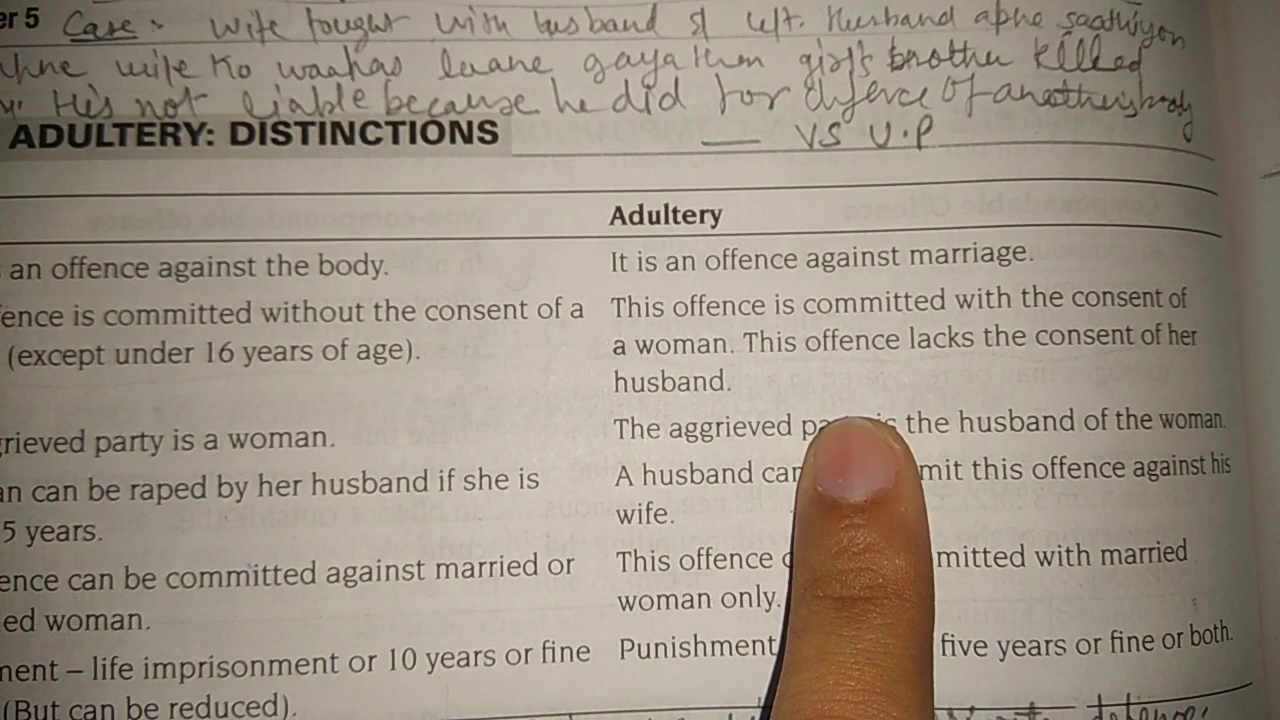 er 5 Case :- wife fought with husband & left. Husband apne saathiyon
wife ko waapas laane gaya then girl's brother killed
He's not liable because he did for defence of another's body
ADULTERY: DISTINCTIONS
VS U.P
Adultery
an offence against the body.
It is an offence against marriage.
ence is committed without the consent of a
(except under 16 years of age).
This offence is committed with the consent of
a woman. This offence lacks the consent of her
husband.
rieved party is a woman.
The aggrieved the husband of the woman.
an can be raped by her husband if she is
5 years.
A husband mit this offence against his
wife.
ence can be committed against married or
ed woman.
This offence mitted with married
woman only.
ment – life imprisonment or 10 years or fine
(But can be reduced).
Punishment five years or fine or both.